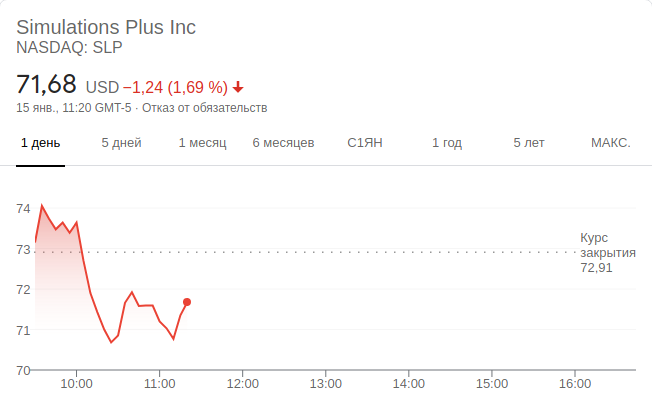 Simulations Plus Inc
NASDAQ: SLP
71,68 USD −1,24 (1,69 %)
15 янв., 11:20 GMT-5 · Отказ от обязательств
1 день 5 дней 1 месяц 6 месяцев С1ЯН 1 год 5 лет МАКС.
74
73
72
71
70
Курс
закрытия
72,91
10:00 11:00 12:00 13:00 14:00 15:00 16:00